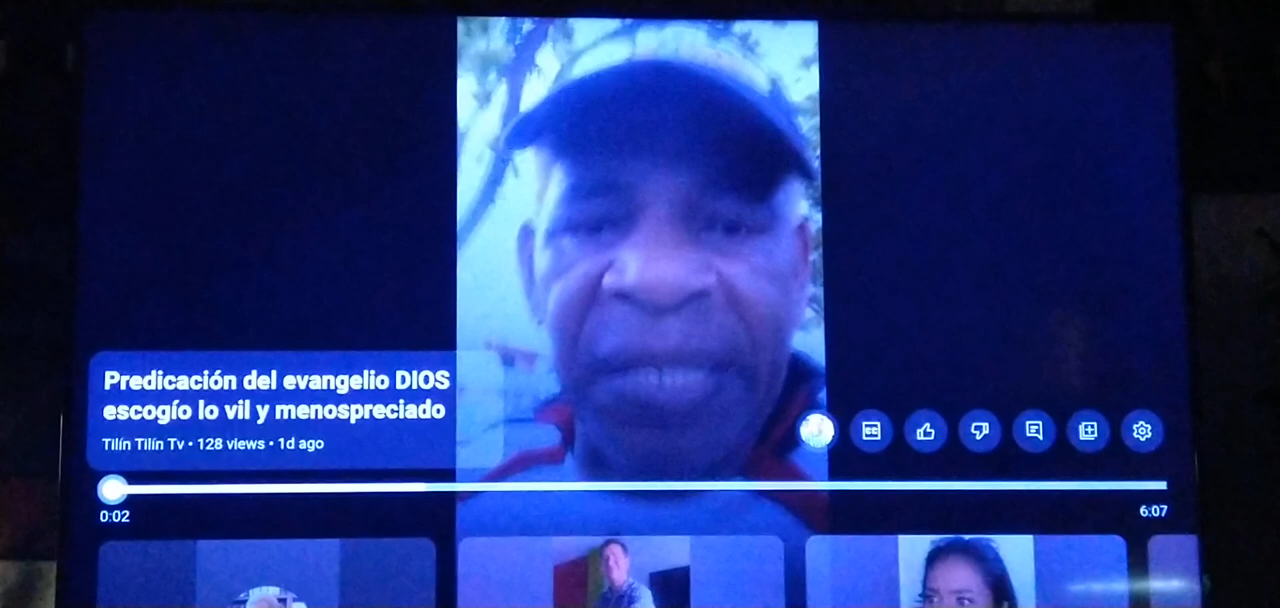 Predicación del evangelio DIOS
escogío lo vil y menospreciado
Tilín Tilín Tv • 128 views • 1d ago
CC
0:02
6:07